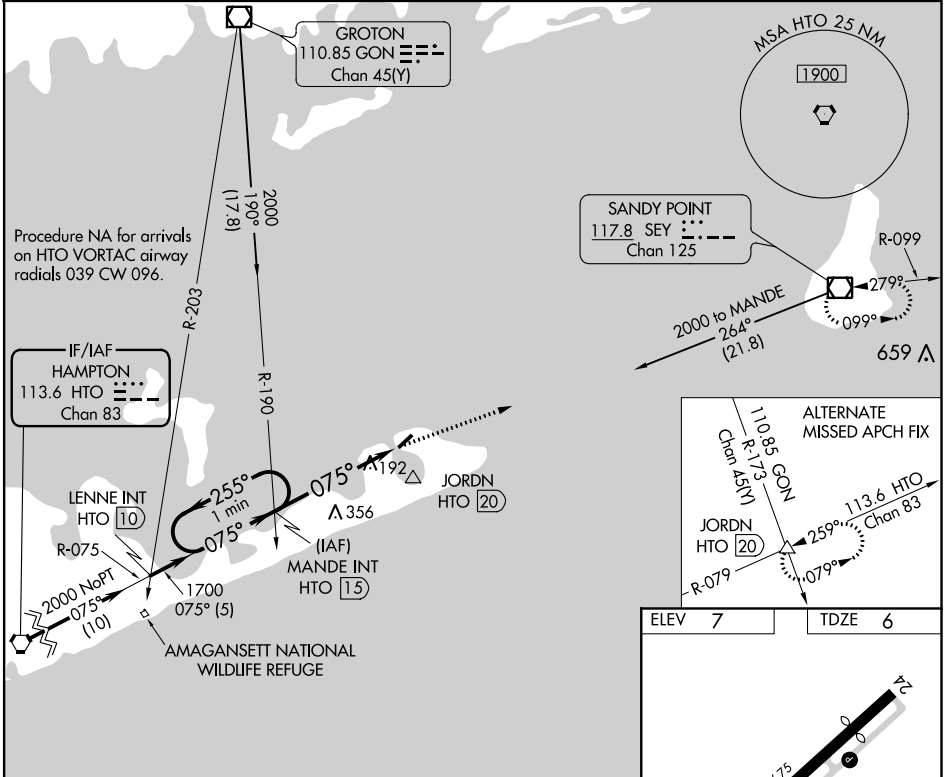 GROTON
110.85 GON
Chan 45(Y)
MSA HTO 25 NM
1900
2000
190°
(17.8)
Procedure NA for arrivals
on HTO VORTAC airway
radials 039 CW 096.
SANDY POINT
117.8 SEY
Chan 125
R-099
279°
099°
2000 to MANDE
264°
(21.8)
659
R-203
IF/IAF
HAMPTON
113.6 HTO
Chan 83
R-190
ALTERNATE
MISSED APCH FIX
110.85 GON
R-173
Chan 45(Y)
113.6 HTO
Chan 83
JORDN
HTO 20
259°
079°
R-079
255°
1 min
075°
075°
192
356
JORDN
HTO 20
LENNE INT
HTO 10
(IAF)
MANDE INT
HTO 15
R-075
2000 NoPT
075°
(10)
1700
075° (5)
AMAGANSETT NATIONAL
WILDLIFE REFUGE
ELEV 7
TDZE 6
24
P
75